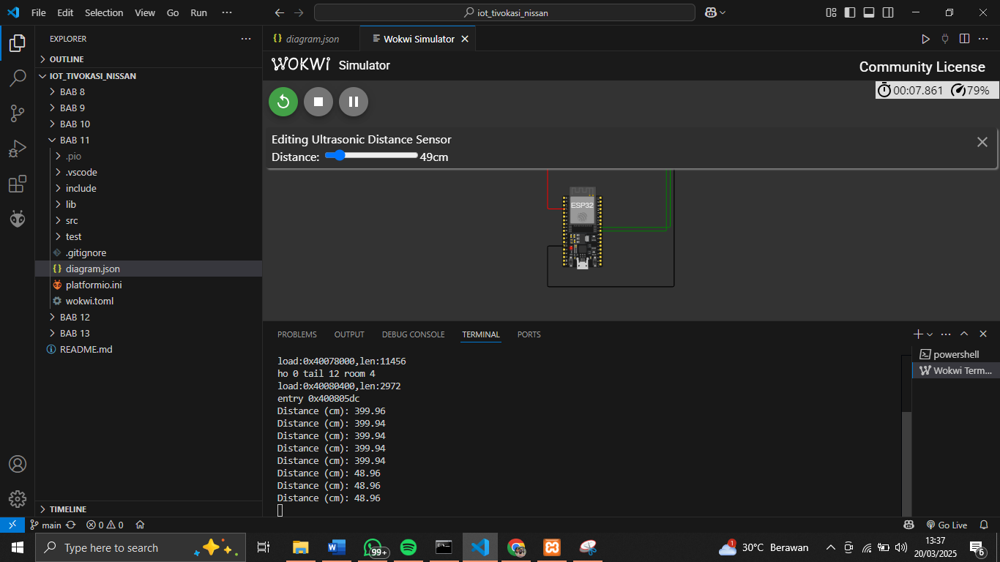 File Edit Selection View Go Run ··· iot_tivokasi_nissan
EXPLORER ···
OUTLINE
IOT_TIVOKASI_NISSAN
BAB 8
BAB 9
BAB 10
BAB 11
.pio
.vscode
include
lib
src
test
.gitignore
{} diagram.json
platformio.ini
wokwi.toml
BAB 12
BAB 13
README.md
TIMELINE
{} diagram.json Wokwi Simulator
WOKWI Simulator
Community License
00:07.861 79%
Editing Ultrasonic Distance Sensor
Distance: 49cm
ESP32
PROBLEMS OUTPUT DEBUG CONSOLE TERMINAL PORTS
load:0x40078000,len:11456
ho 0 tail 12 room 4
load:0x40080400,len:2972
entry 0x400805dc
Distance (cm): 399.96
Distance (cm): 399.94
Distance (cm): 399.94
Distance (cm): 399.94
Distance (cm): 399.94
Distance (cm): 48.96
Distance (cm): 48.96
Distance (cm): 48.96
powershell
Wokwi Term...
main 0 0 Go Live
Type here to search 99+ 1 30°C Berawan 13:37
20/03/2025 6